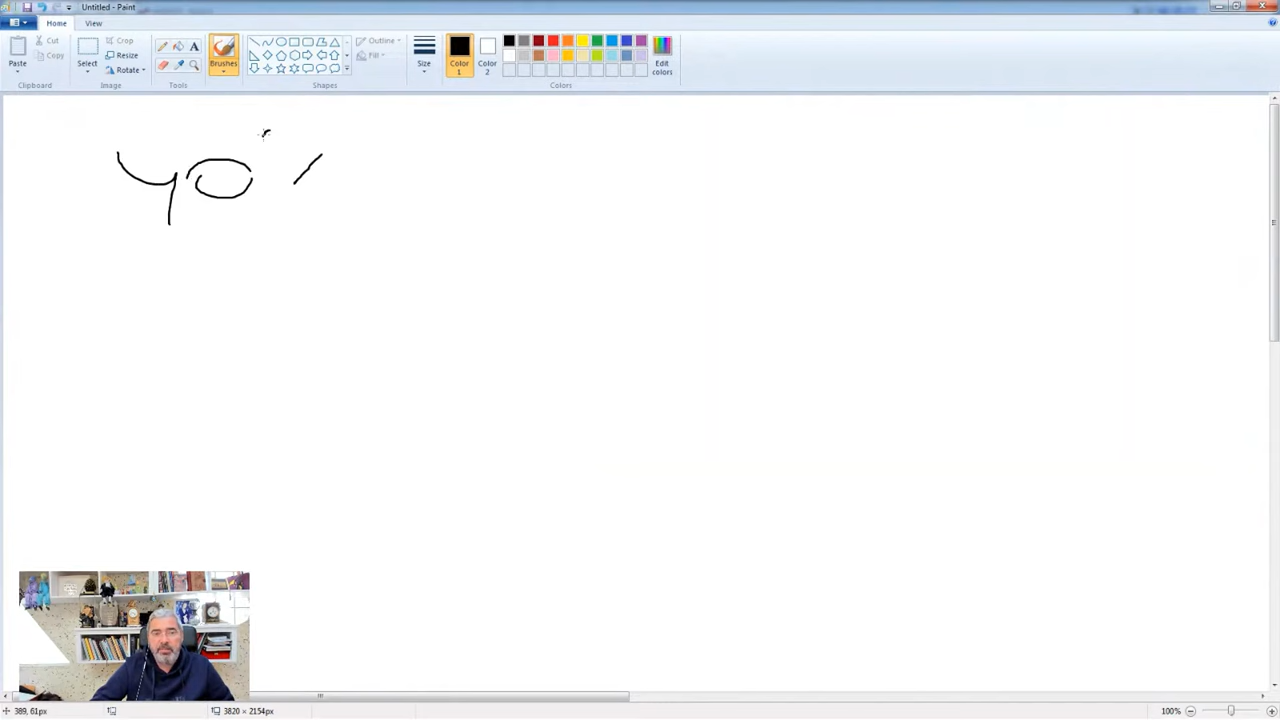 Untitled - Paint
Home View
Paste Cut Copy Select Crop Resize Rotate A Brushes Outline Fill Size Color 1 Color 2 Edit colors
Clipboard Image Tools Shapes Colors
40%
389, 61px 3820 × 2154px 100%